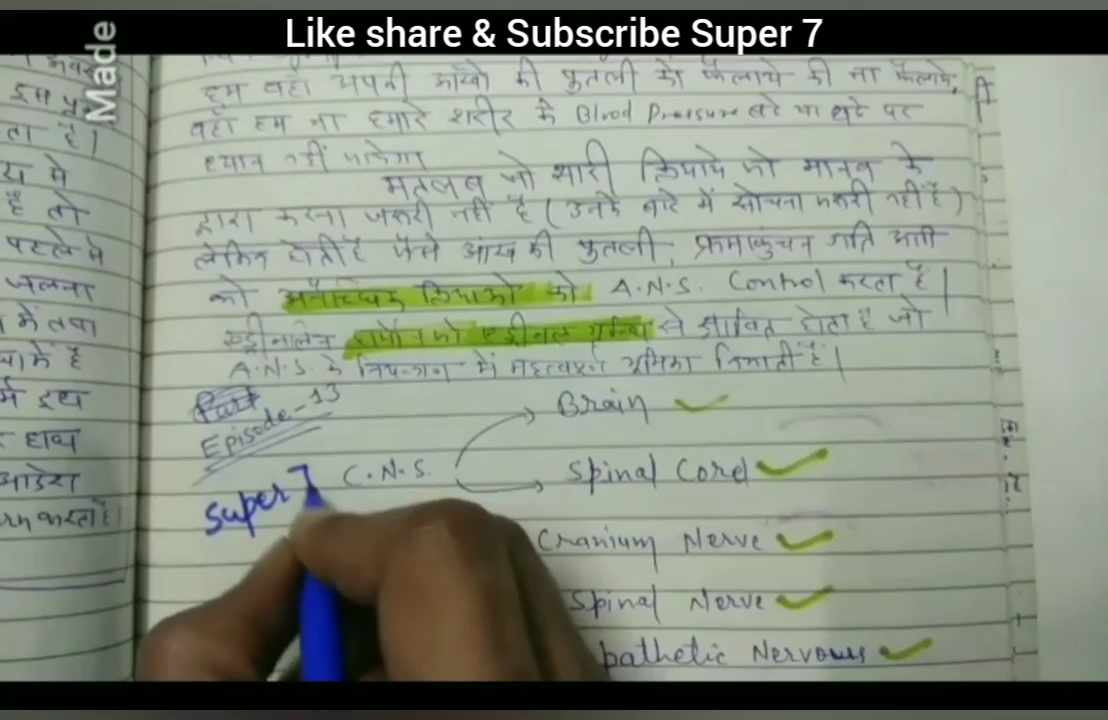 Like share & Subscribe Super 7
Made
हम वहाँ अपनी आँखो की पुतली को फैलाये की ना फैलाये,
वहाँ हम ना हमारे शरीर के Blood Pressure बढे या घटे पर
ध्यान नहीं
मतलब जो सारी क्रियाये जो मानव के
द्वारा करना जरूरी नहीं है (उनके बारे में सोचना जरूरी नहीं है)
लेकिन होती है जैसे आंख की पुतली, क्रमाकुंचन गति आदि
को अनैच्छिक क्रियाओ को A.N.S. Control करता है।
हार्मोन को एड्रीनल ग्रन्थि से स्रावित होता है जो
A.N.S. के नियन्त्रण में महत्वपूर्ण भूमिका निभाती है।
Episode-13
Brain
C.N.S.
Spinal Cord
Super 7
Cranium Nerve
Spinal Nerve
pathetic Nervous
ता है।
य मे
है तो
पहले मे
जलना
में तथा
हाथ